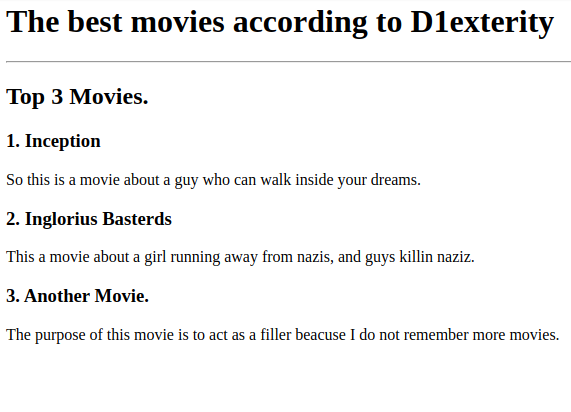 The best movies according to D1exterity
Top 3 Movies.
1. Inception
So this is a movie about a guy who can walk inside your dreams.
2. Inglorius Basterds
This a movie about a girl running away from nazis, and guys killin naziz.
3. Another Movie.
The purpose of this movie is to act as a filler beacuse I do not remember more movies.